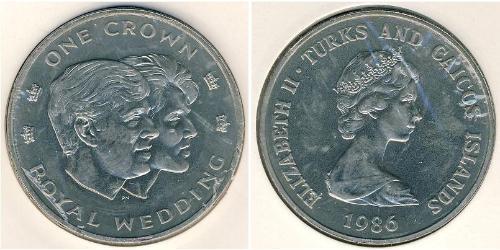 ONE CROWN
ROYAL WEDDING
ELIZABETH II · TURKS AND CAICOS ISLANDS
1986